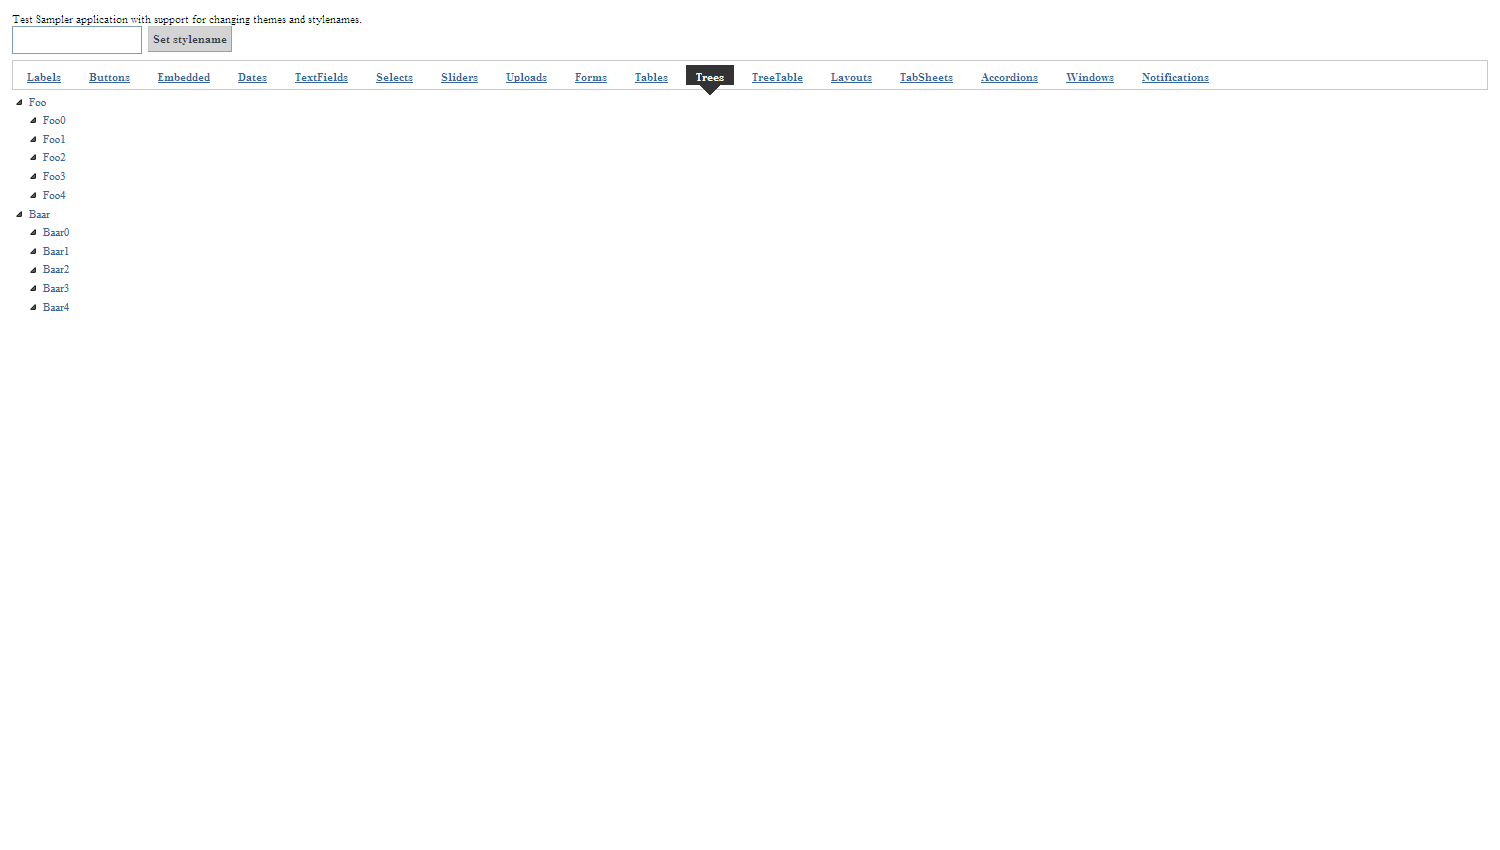 Test Sampler application with support for changing themes and stylenames.
Set stylename
Labels Buttons Embedded Dates TextFields Selects Sliders Uploads Forms Tables Trees TreeTable Layouts TabSheets Accordions Windows Notifications
Foo
Foo0
Foo1
Foo2
Foo3
Foo4
Baar
Baar0
Baar1
Baar2
Baar3
Baar4